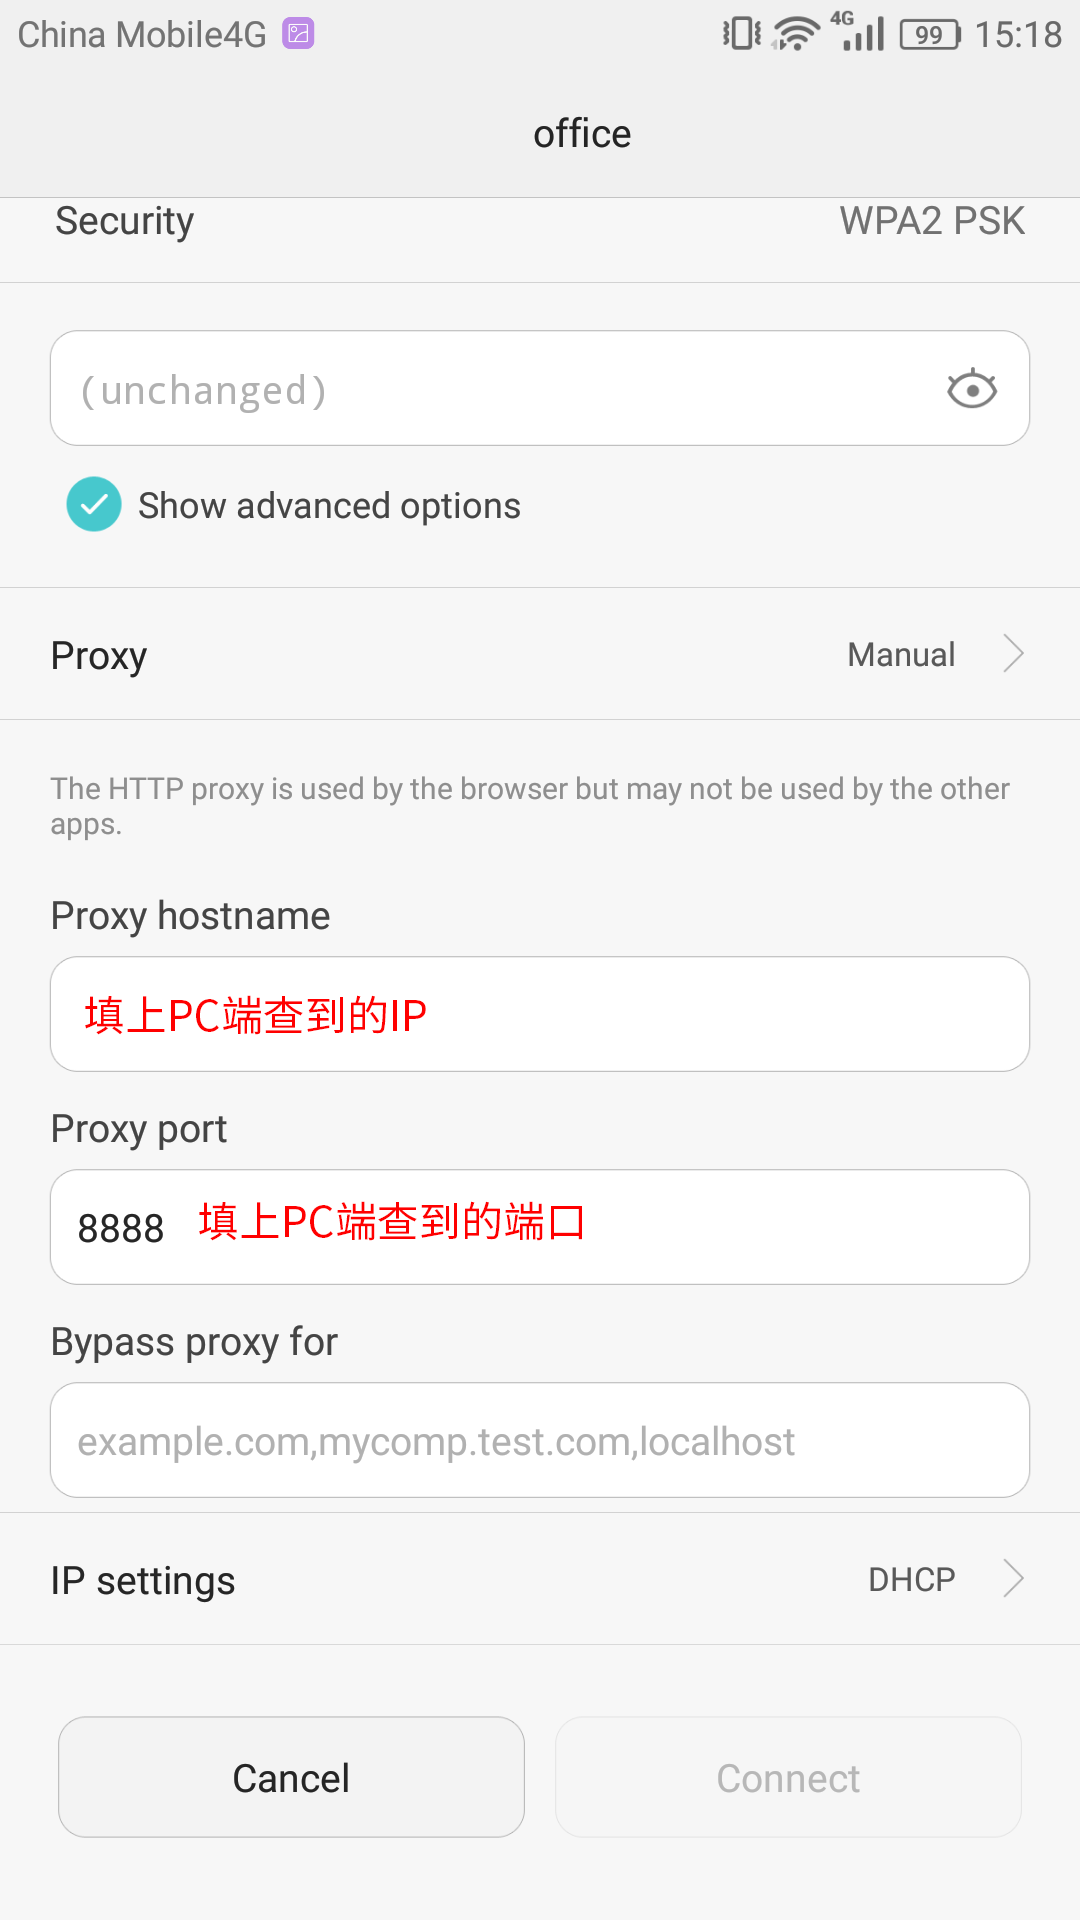 China Mobile4G 4G 99 15:18
office
Security WPA2 PSK
(unchanged)
Show advanced options
Proxy Manual
The HTTP proxy is used by the browser but may not be used by the other
apps.
Proxy hostname
填上PC端查到的IP
Proxy port
8888 填上PC端查到的端口
Bypass proxy for
example.com,mycomp.test.com,localhost
IP settings DHCP
Cancel Connect